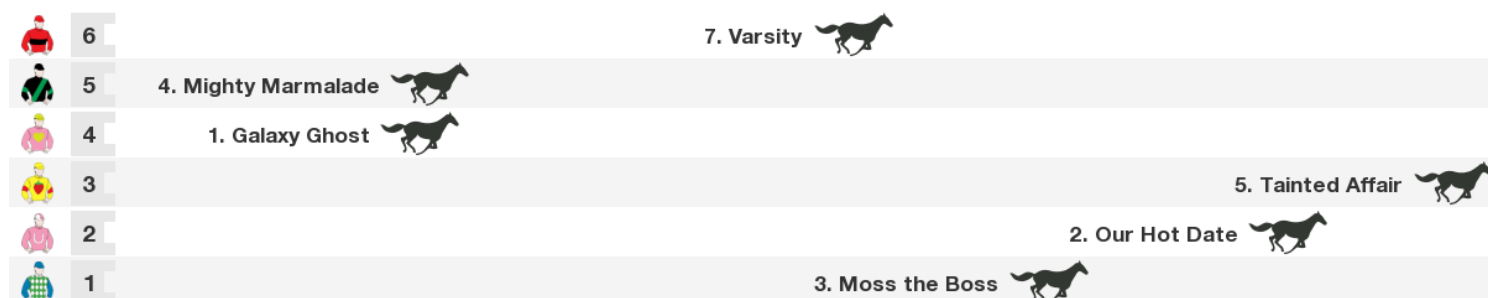 6 7. Varsity
5 4. Mighty Marmalade
4 1. Galaxy Ghost
3 5. Tainted Affair
2 2. Our Hot Date
1 3. Moss the Boss